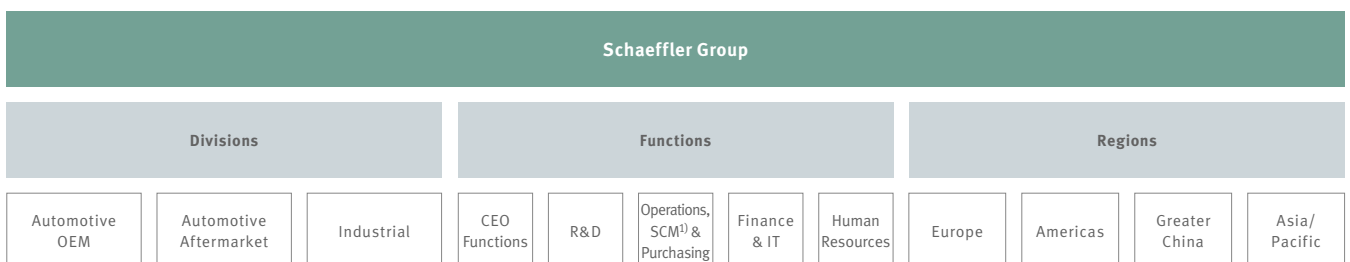 Schaeffler Group
Divisions
Functions
Regions
Automotive
OEM
Automotive
Aftermarket
Industrial
CEO
Functions
R&D
Operations,
SCM1) &
Purchasing
Finance
& IT
Human
Resources
Europe
Americas
Greater
China
Asia/
Pacific